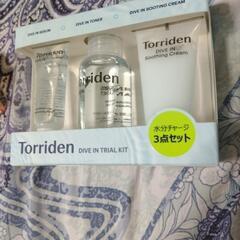 DIVE IN SERUM
DIVE IN TONER
DIVE IN SOOTING CREAM
Torriden
Torriden
DIVE IN
Soothing Cream
水分チャージ
3点セット
Torriden DIVE IN TRIAL KIT